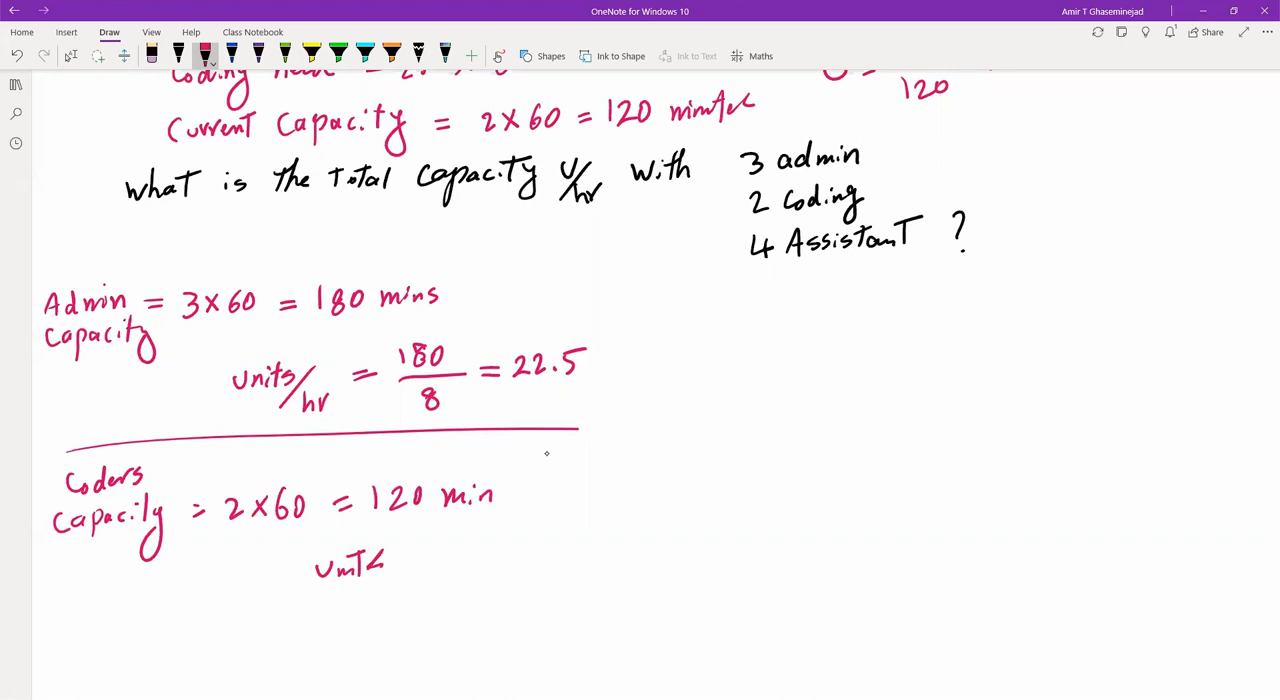 OneNote for Windows 10
Amir T Ghaseminejad
Home Insert Draw View Help Class Notebook
Share
Shapes Ink to Shape Ink to Text Maths
Coding
120
Current Capacity = 2 X 60 = 120 minutes
What is the total capacity U/hr with 3 admin
2 Coding
4 Assistant ?
Admin Capacity = 3 X 60 = 180 mins
units/hr = 180/8 = 22.5
Coders
Capacity = 2 X 60 = 120 min
units